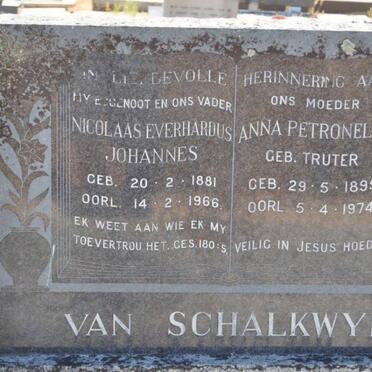 IN LIEFDEVOLLE
MY EGGENOOT EN ONS VADER
NICOLAAS EVERHARDUS
JOHANNES
GEB. 20-2-1881
OORL. 14-2-1966.
EK WEET AAN WIE EK MY
TOEVERTROU HET. GES.180:5
HERINNERING AA
ONS MOEDER
ANNA PETRONEL
GEB. TRUTER
GEB. 29-5-1895
OORL. 5-4-1974
VEILIG IN JESUS HOED
VAN SCHALKWY